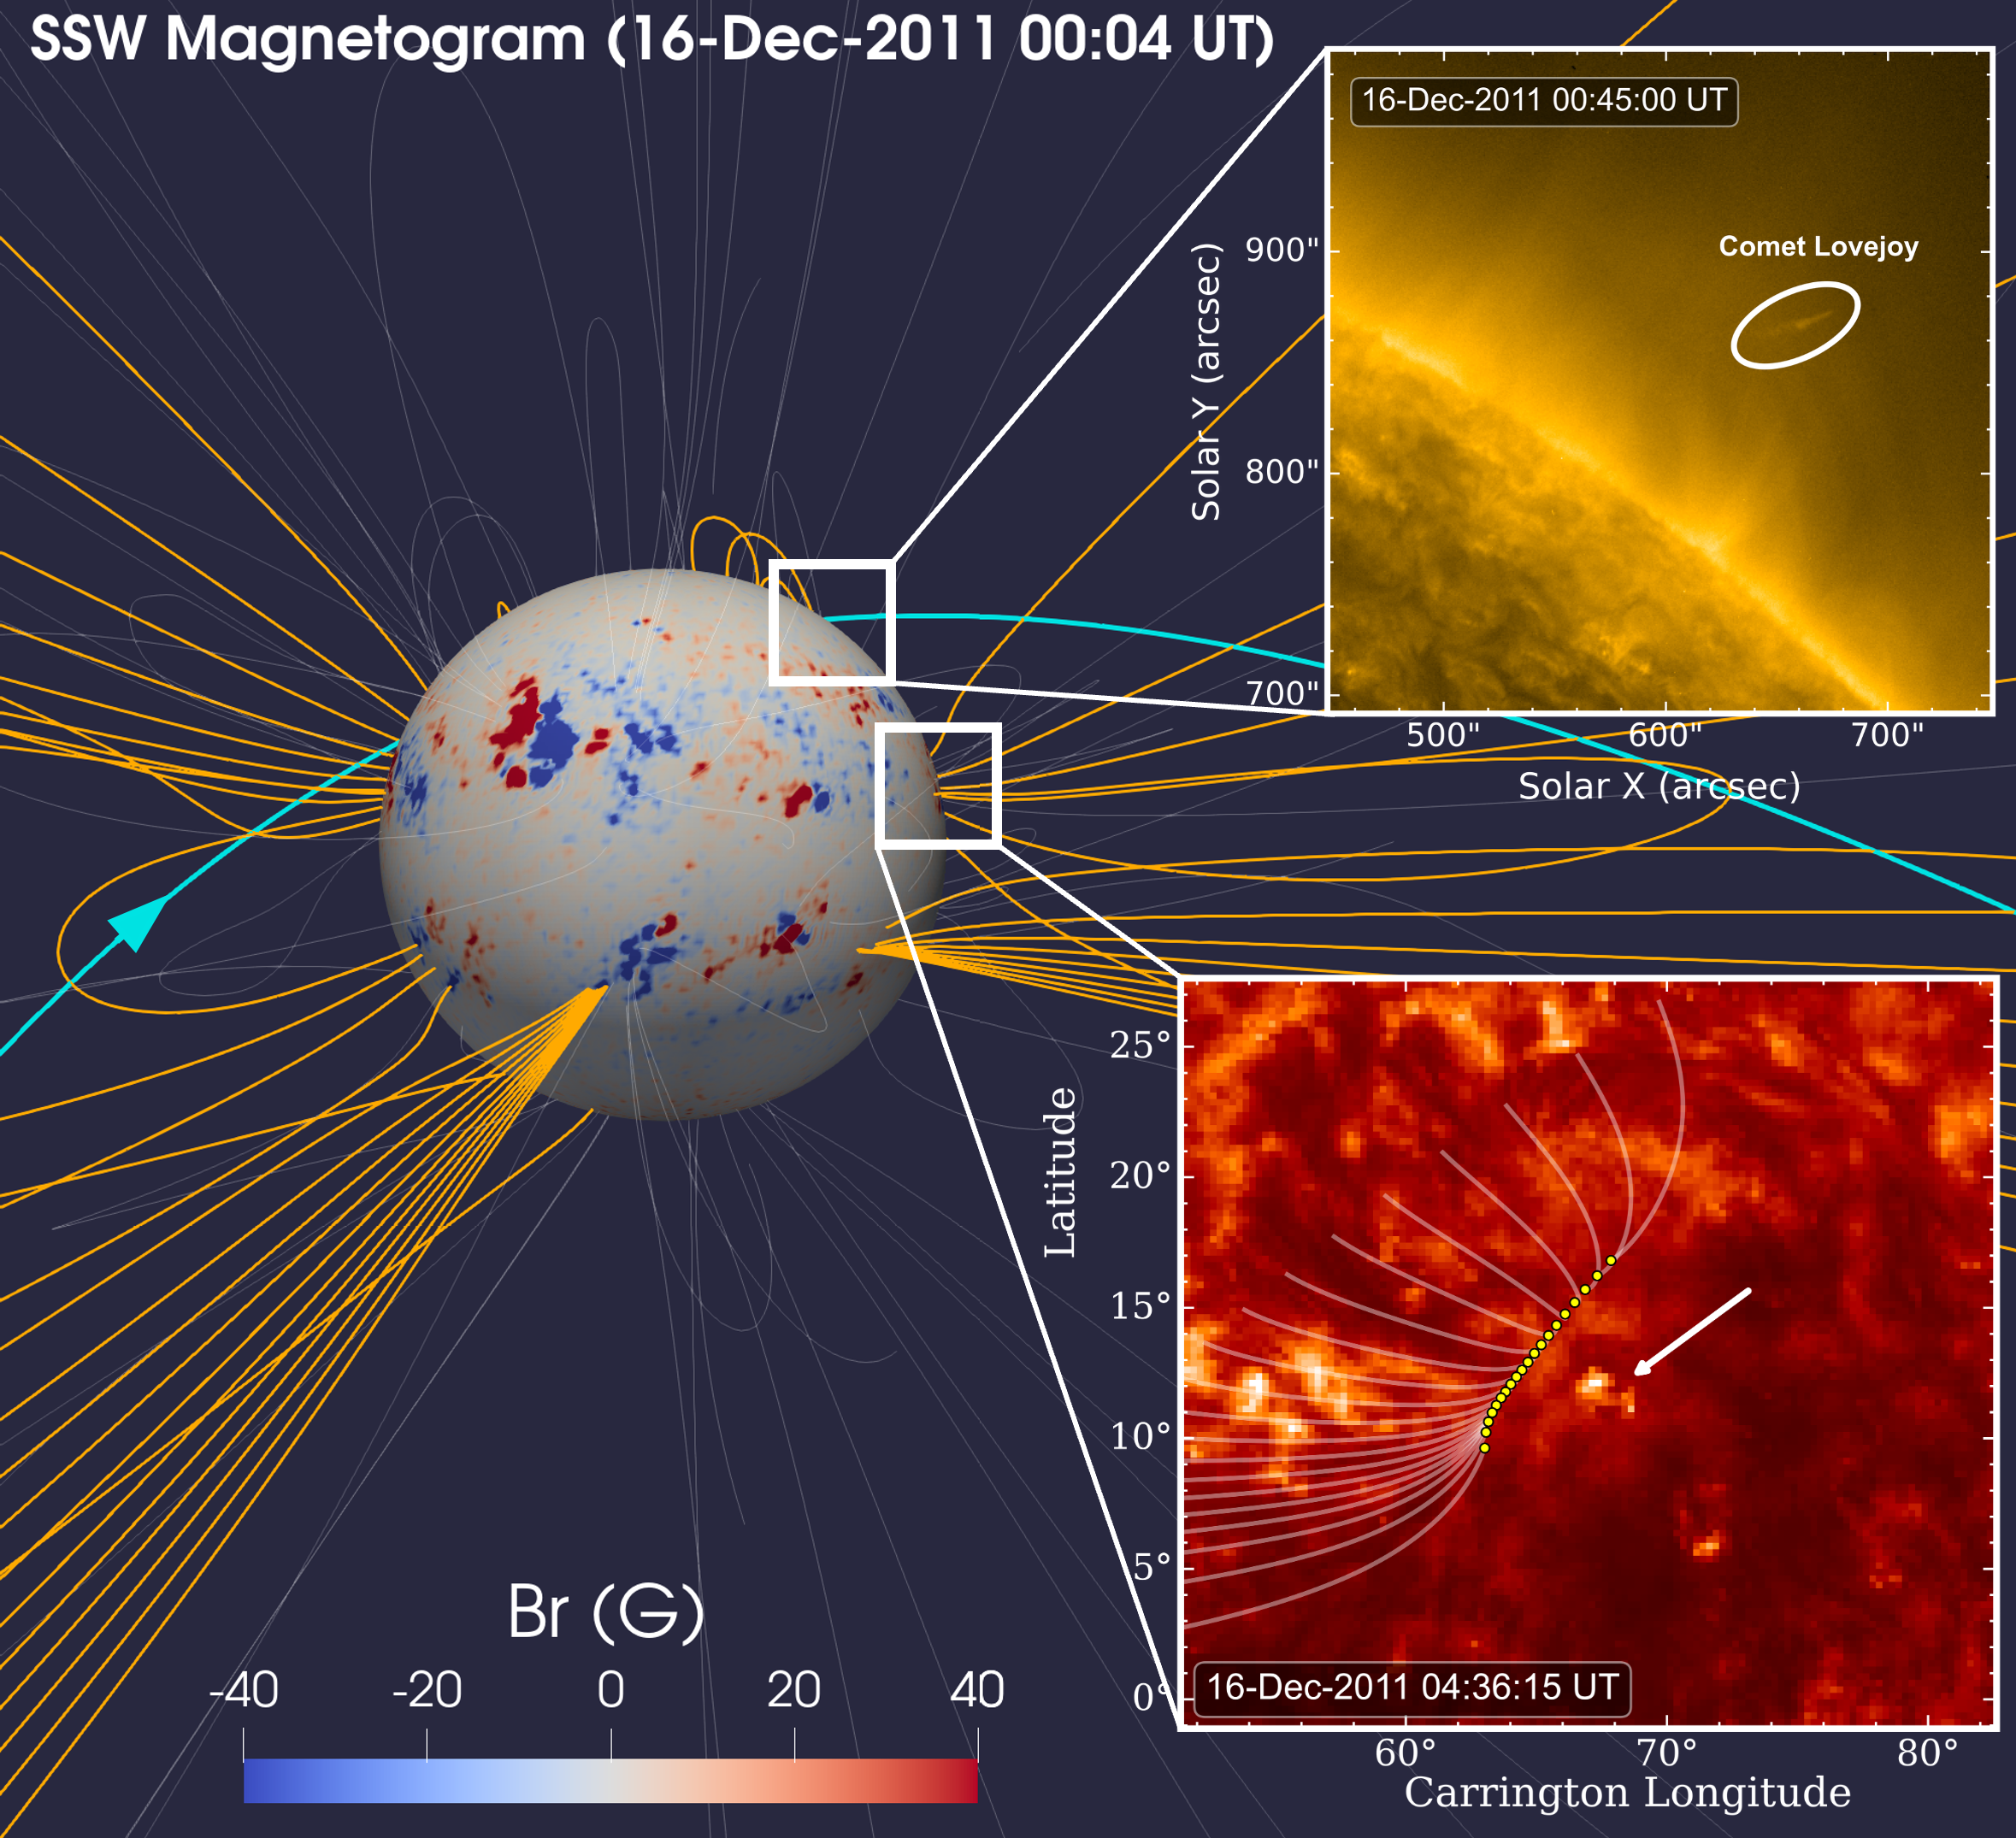 SSW Magnetogram (16-Dec-2011 00:04 UT)
16-Dec-2011 00:45:00 UT
Comet Lovejoy
900"
800"
700"
Solar Y (arcsec)
500" 600" 700"
Solar X (arcsec)
25°
20°
15°
10°
5°
0°
Latitude
16-Dec-2011 04:36:15 UT
60° 70° 80°
Carrington Longitude
Br (G)
-40 -20 0 20 40